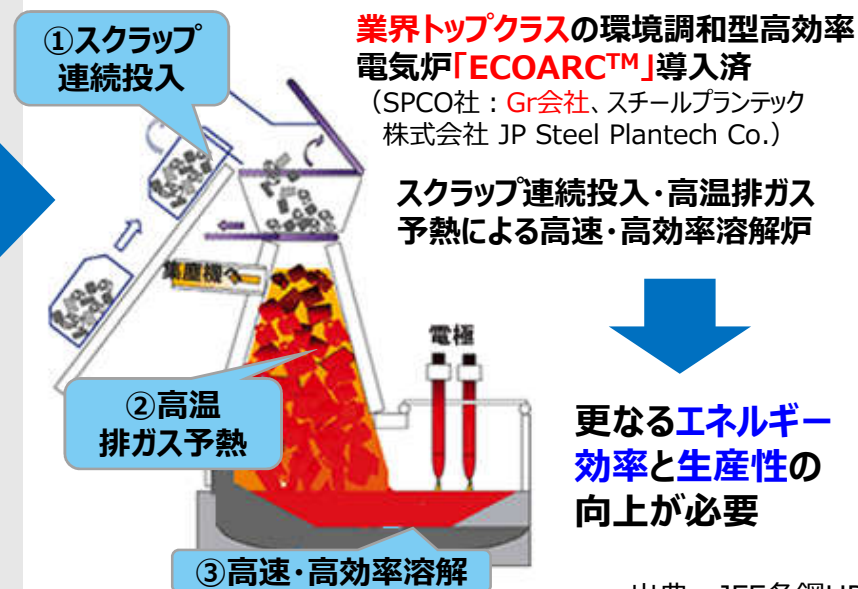 ①スクラップ
連続投入
業界トップクラスの環境調和型高効率
電気炉「ECOARC™」導入済
（SPCO社：Gr会社、スチールプランテック
株式会社 JP Steel Plantech Co.）
スクラップ連続投入・高温排ガス
予熱による高速・高効率溶解炉
集塵機へ
電極
②高温
排ガス予熱
更なるエネルギー
効率と生産性の
向上が必要
③高速・高効率溶解